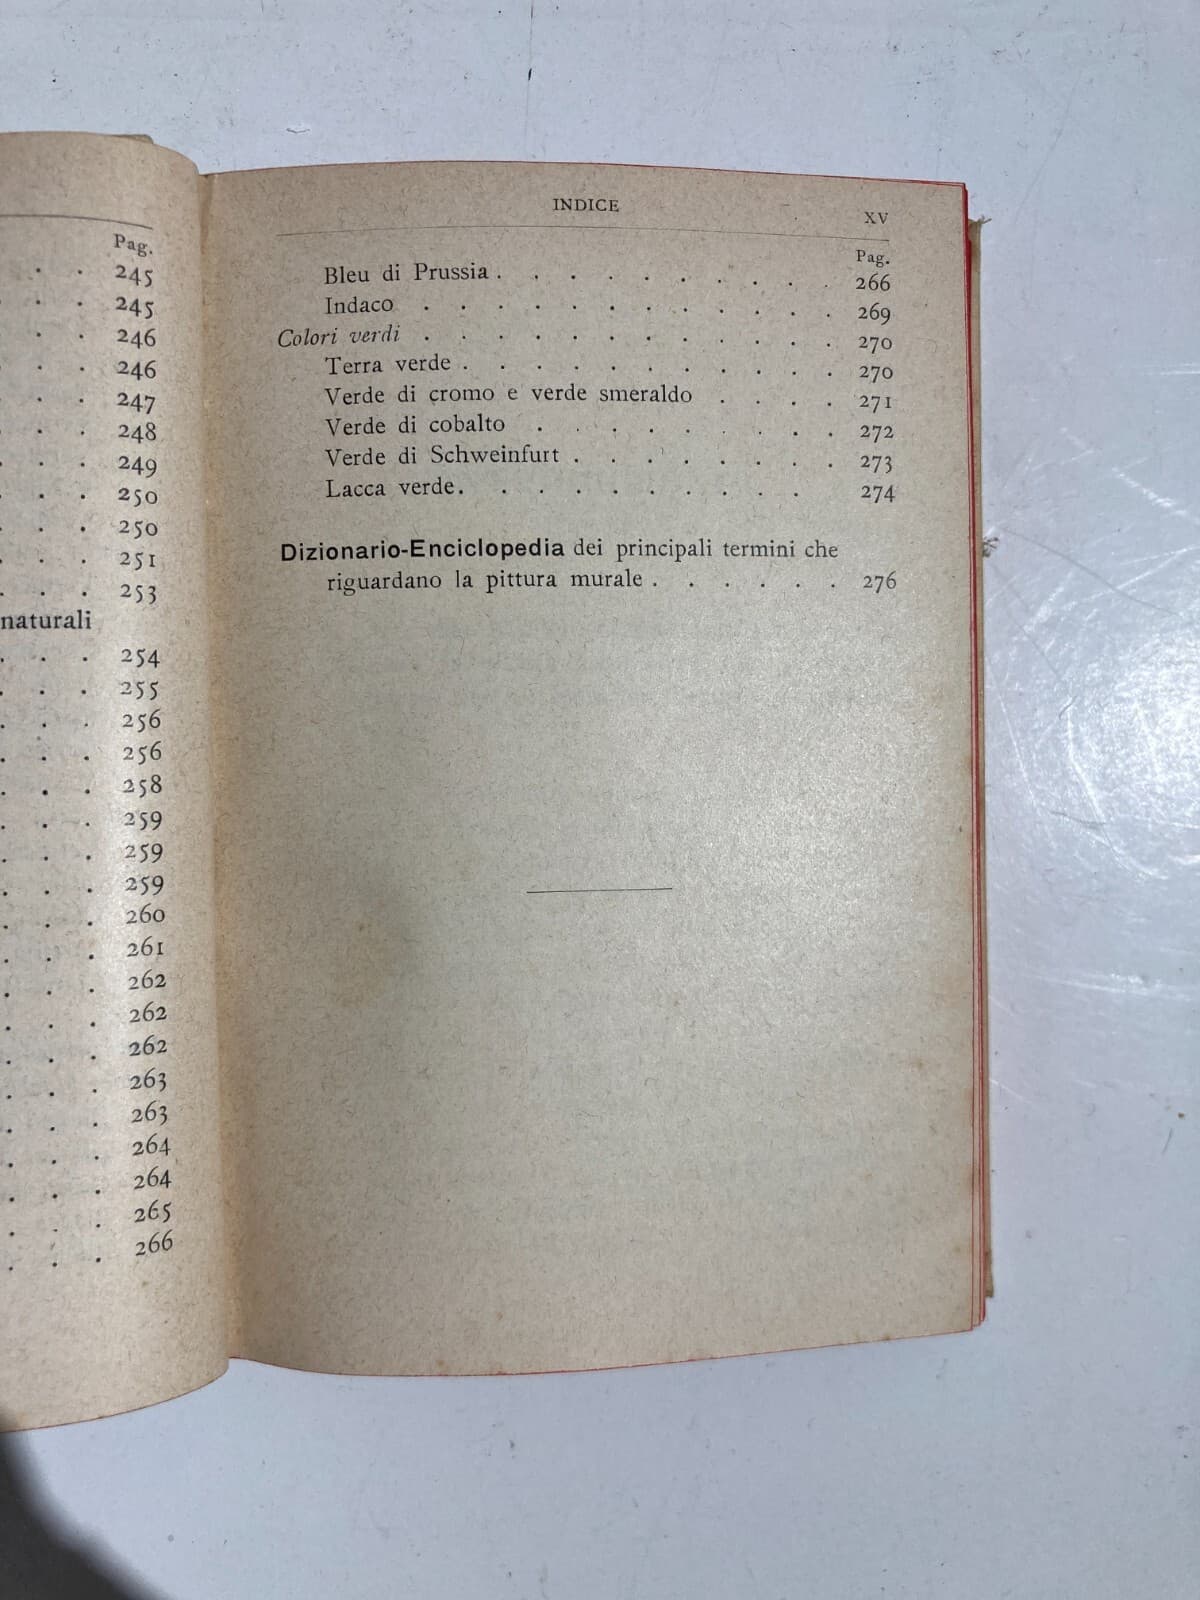 Pag.
245
245
246
246
247
248
249
250
250
251
253
naturali
254
255
256
256
258
259
259
259
260
261
262
262
262
263
263
264
264
265
266
INDICE XV
Pag.
Bleu di Prussia . . . . . . . . . 266
Indaco . . . . . . . . . . . 269
Colori verdi . . . . . . . . . . 270
Terra verde . . . . . . . . . . 270
Verde di cromo e verde smeraldo . . . . 271
Verde di cobalto . . . . . . . . . 272
Verde di Schweinfurt . . . . . . . . 273
Lacca verde. . . . . . . . . . 274
Dizionario-Enciclopedia dei principali termini che
riguardano la pittura murale . . . . . . 276